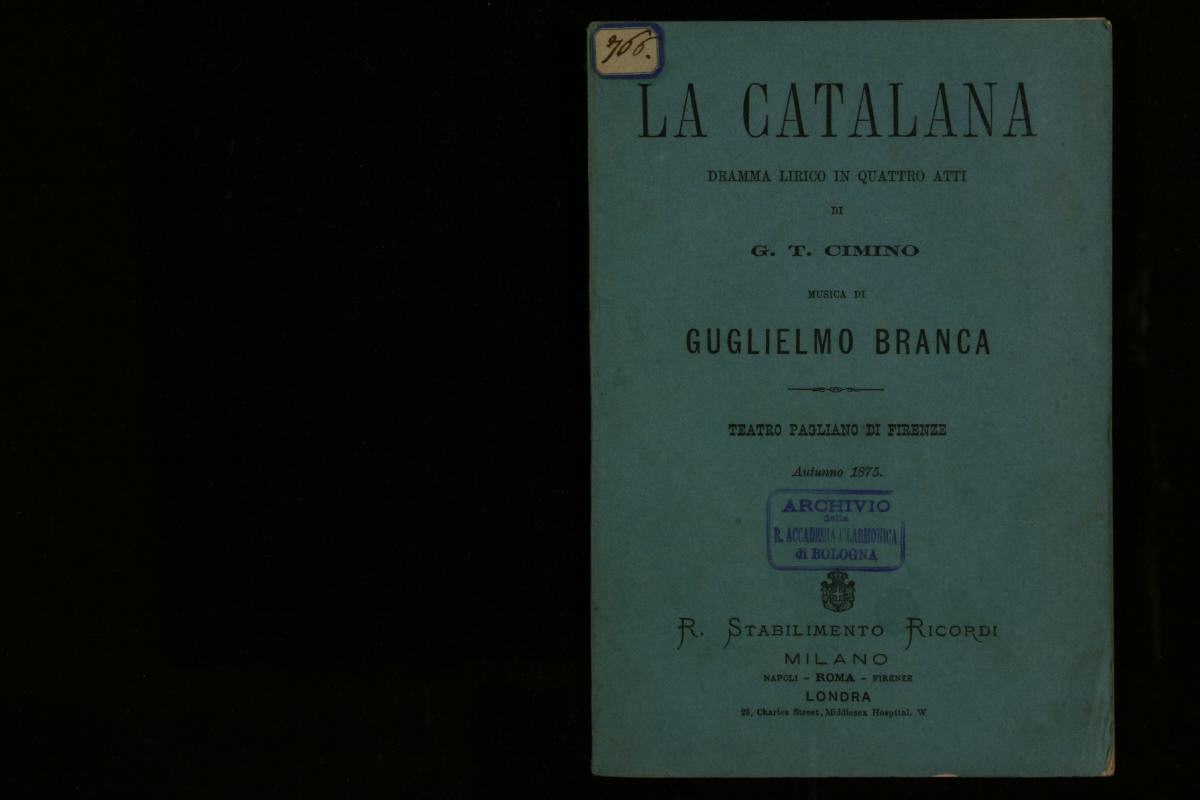 766.
LA CATALANA
DRAMMA LIRICO IN QUATTRO ATTI
DI
G. T. CIMINO
MUSICA DI
GUGLIELMO BRANCA
TEATRO PAGLIANO DI FIRENZE
Autunno 1875.
ARCHIVIO
della
R. ACCADEMIA FILARMONICA
di BOLOGNA
R. STABILIMENTO RICORDI
MILANO
NAPOLI - ROMA - FIRENZE
LONDRA
23, Charles Street, Middlesex Hospital, W